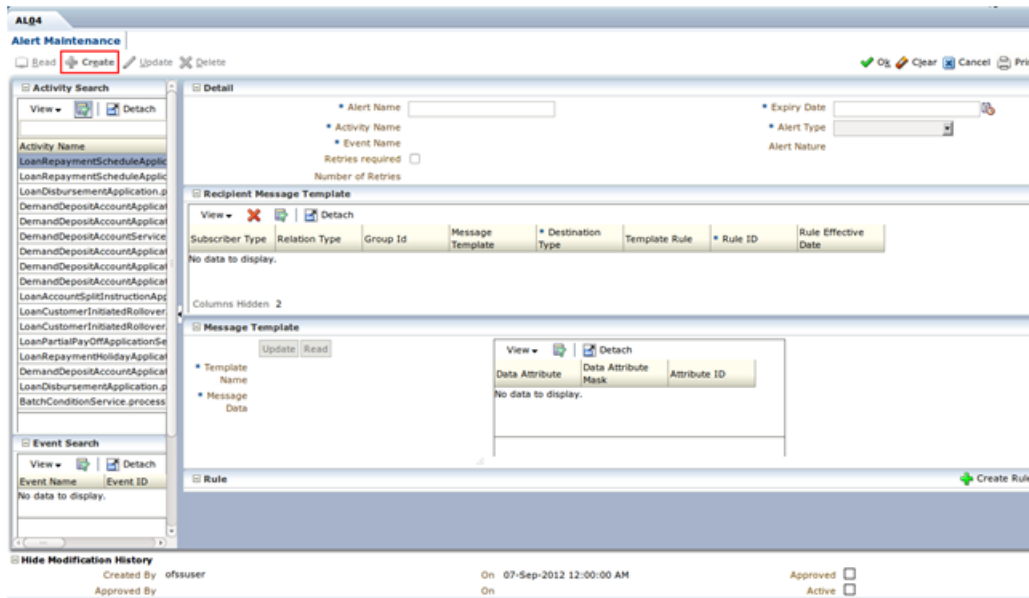 AL04
Alert Maintenance
Read Create Update Delete Ok Clear Cancel
Activity Search
View Detach
Activity Name
LoanRepaymentScheduleApplic
LoanRepaymentScheduleApplic
LoanDisbursementApplication.p
DemandDepositAccountApplicat
DemandDepositAccountService
DemandDepositAccountApplicat
DemandDepositAccountApplicat
DemandDepositAccountApplicat
LoanAccountSplitInstructionApp
LoanCustomerInitiatedRollover.
LoanCustomerInitiatedRollover.
LoanPartialPayOffApplicationSe
LoanRepaymentHolidayApplicat
DemandDepositAccountApplicat
LoanDisbursementApplication.p
BatchConditionService.process
Event Search
View Detach
Event Name Event ID
No data to display.
Detail
* Alert Name
* Activity Name
* Event Name
Retries required
Number of Retries
* Expiry Date
* Alert Type
Alert Nature
Recipient Message Template
View Detach
Subscriber Type Relation Type Group Id Message Template * Destination Type Template Rule * Rule ID Rule Effective Date
No data to display.
Columns Hidden 2
Message Template
Update Read
* Template Name
* Message Data
View Detach
Data Attribute Data Attribute Mask Attribute ID
No data to display.
Rule Create Rule
Hide Modification History
Created By ofssuser On 07-Sep-2012 12:00:00 AM Approved
Approved By On Active